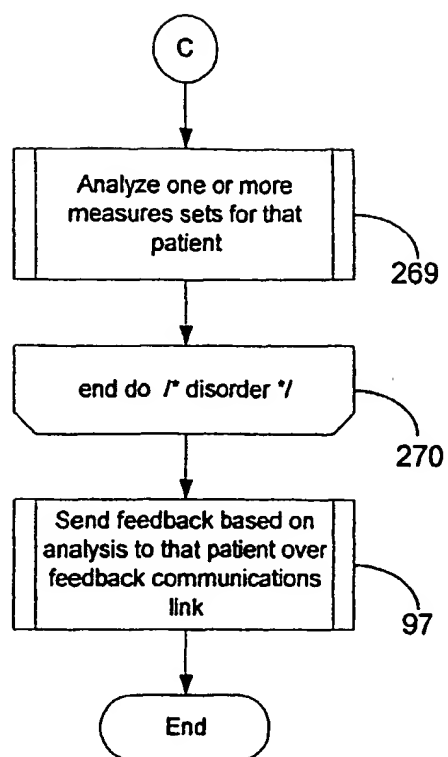 C
Analyze one or more
measures sets for that
patient
269
end do /* disorder */
270
Send feedback based on
analysis to that patient over
feedback communications
link
97
End